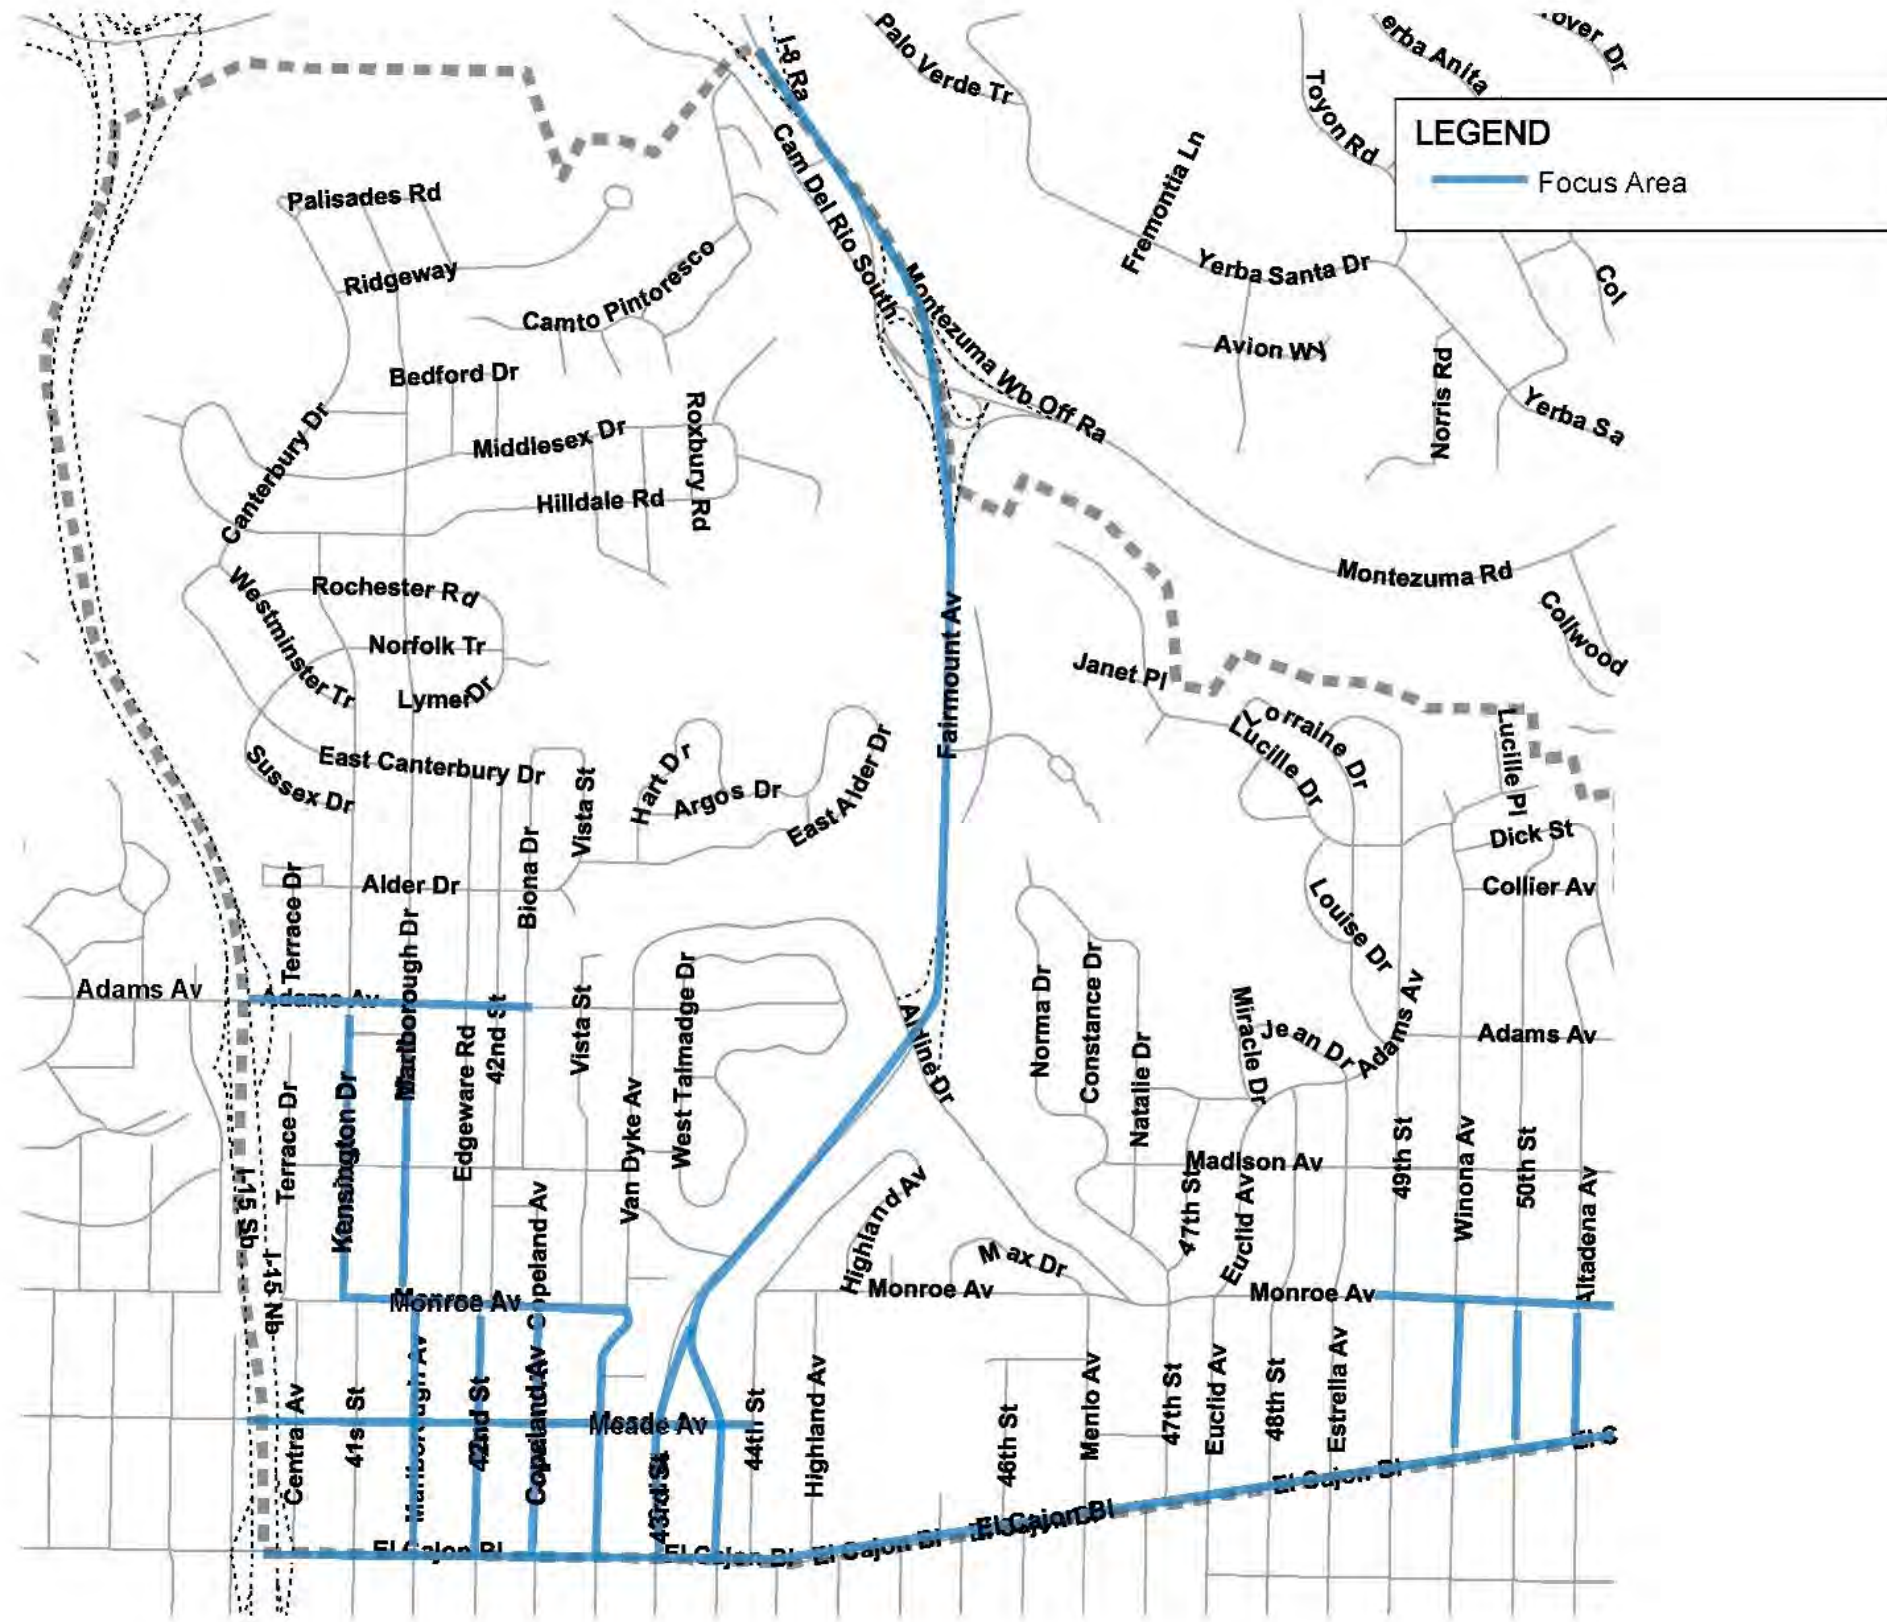 I-8 Ra
Palo Verde Tr
erba Anita
over Dr
Toyon Rd
LEGEND
Focus Area
Cam Del Rio South
Fremontia Ln
Palisades Rd
Ridgeway
Camto Pintoresco
Yerba Santa Dr
Col
Montezuma Wb Off Ra
Avion Wy
Norris Rd
Yerba Sa
Bedford Dr
Middlesex Dr
Roxbury Rd
Canterbury Dr
Hilldale Rd
Montezuma Rd
Collwood
Westminster Tr
Rochester Rd
Norfolk Tr
Lymer Dr
Fairmount Av
Janet Pl
Lorraine Dr
Lucille Dr
Lucille Pl
East Canterbury Dr
Sussex Dr
Vista St
Hart Dr
Argos Dr
East Alder Dr
Dick St
Terrace Dr
Alder Dr
Biona Dr
Collier Av
Louise Dr
Adams Av
Adams Av
Marlborough Dr
42nd St
Vista St
West Talmadge Dr
Aldine Dr
Norma Dr
Constance Dr
Natalie Dr
Miracle Dr
Jean Dr
Adams Av
Adams Av
Terrace Dr
Kensington Dr
Edgeware Rd
Van Dyke Av
Madison Av
49th St
Winona Av
50th St
Altadena Av
I-15 Sb
I-15 Nb
Copeland Av
Highland Av
Max Dr
47th St
Euclid Av
Monroe Av
Monroe Av
Monroe Av
Central Av
41st St
Marlborough Av
42nd St
Copeland Av
Meade Av
43rd St
44th St
Highland Av
46th St
Menlo Av
47th St
Euclid Av
48th St
Estrella Av
El Cajon Bl
El Cajon Bl
El Cajon Bl
El Cajon Bl
El Cajon Bl
El C